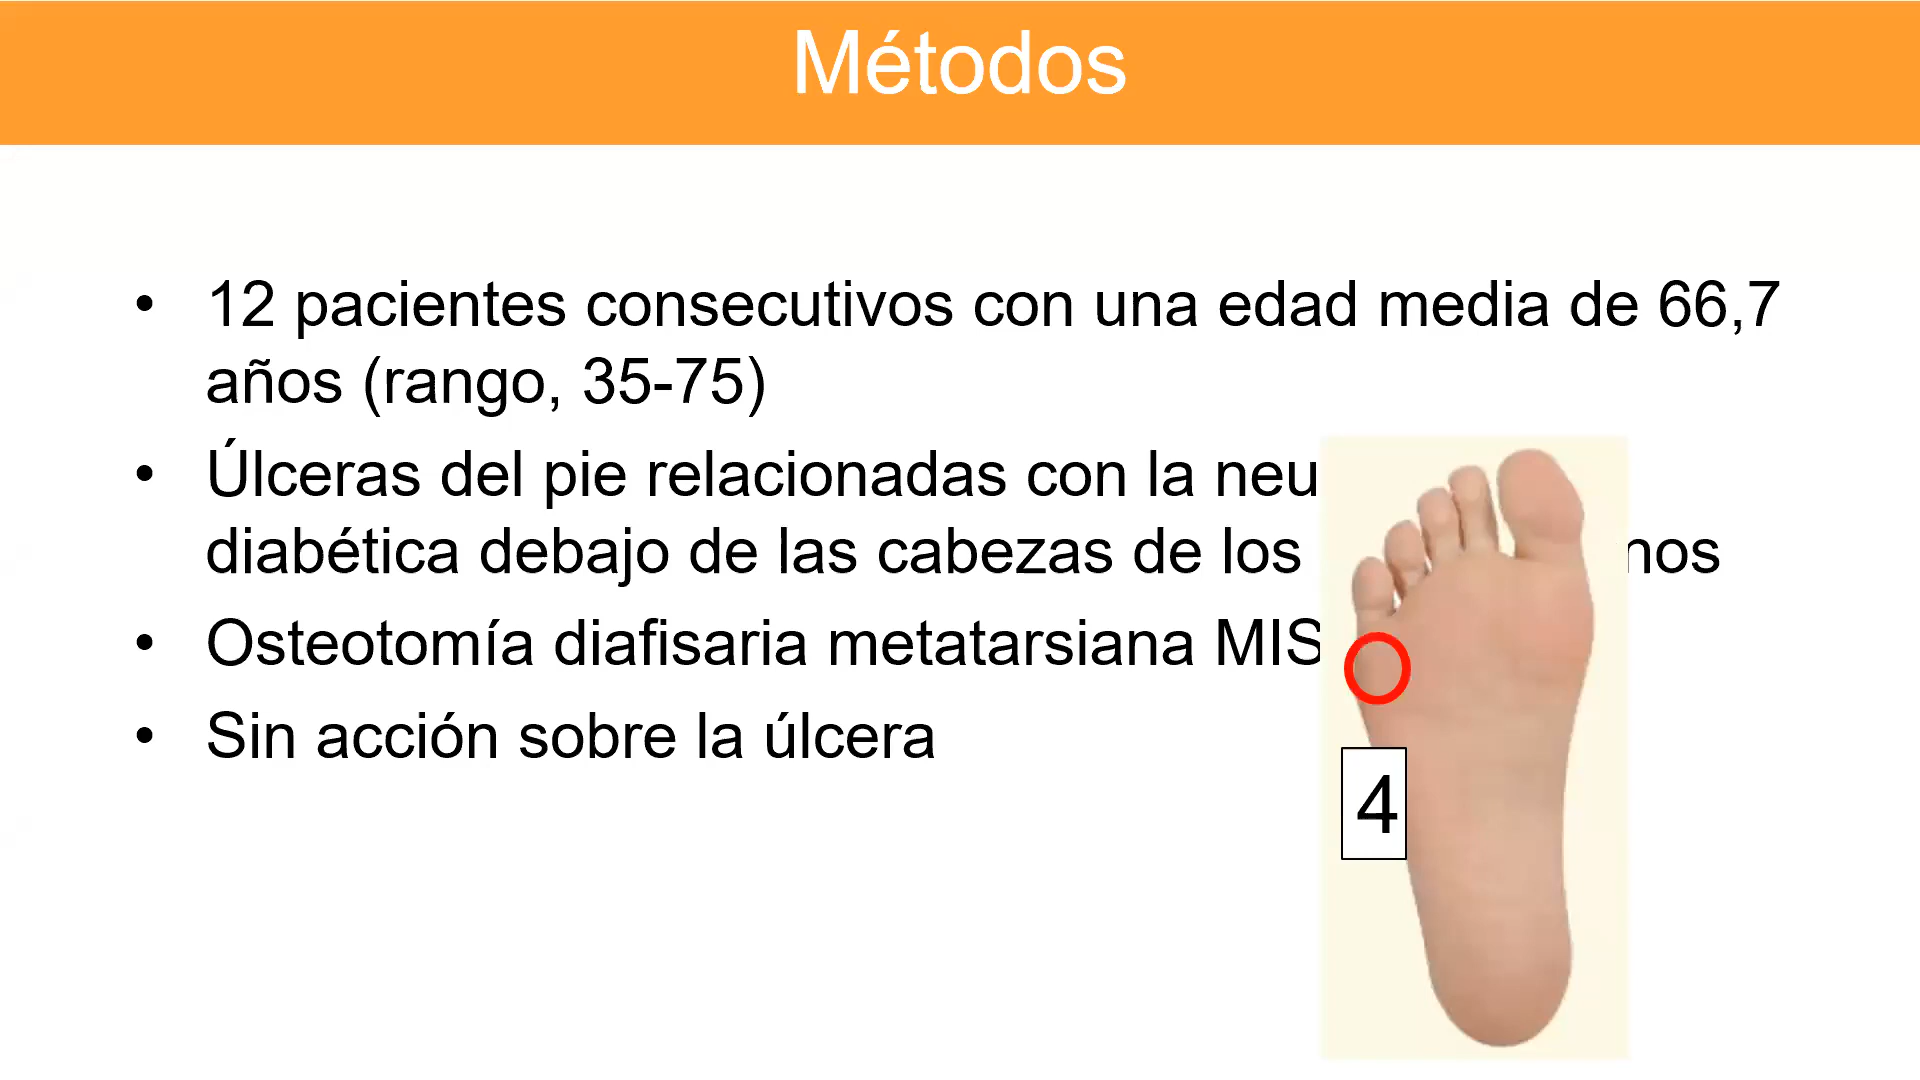 Métodos
• 12 pacientes consecutivos con una edad media de 66,7
años (rango, 35-75)
• Úlceras del pie relacionadas con la neu
diabética debajo de las cabezas de los nos
• Osteotomía diafisaria metatarsiana MIS
• Sin acción sobre la úlcera
4